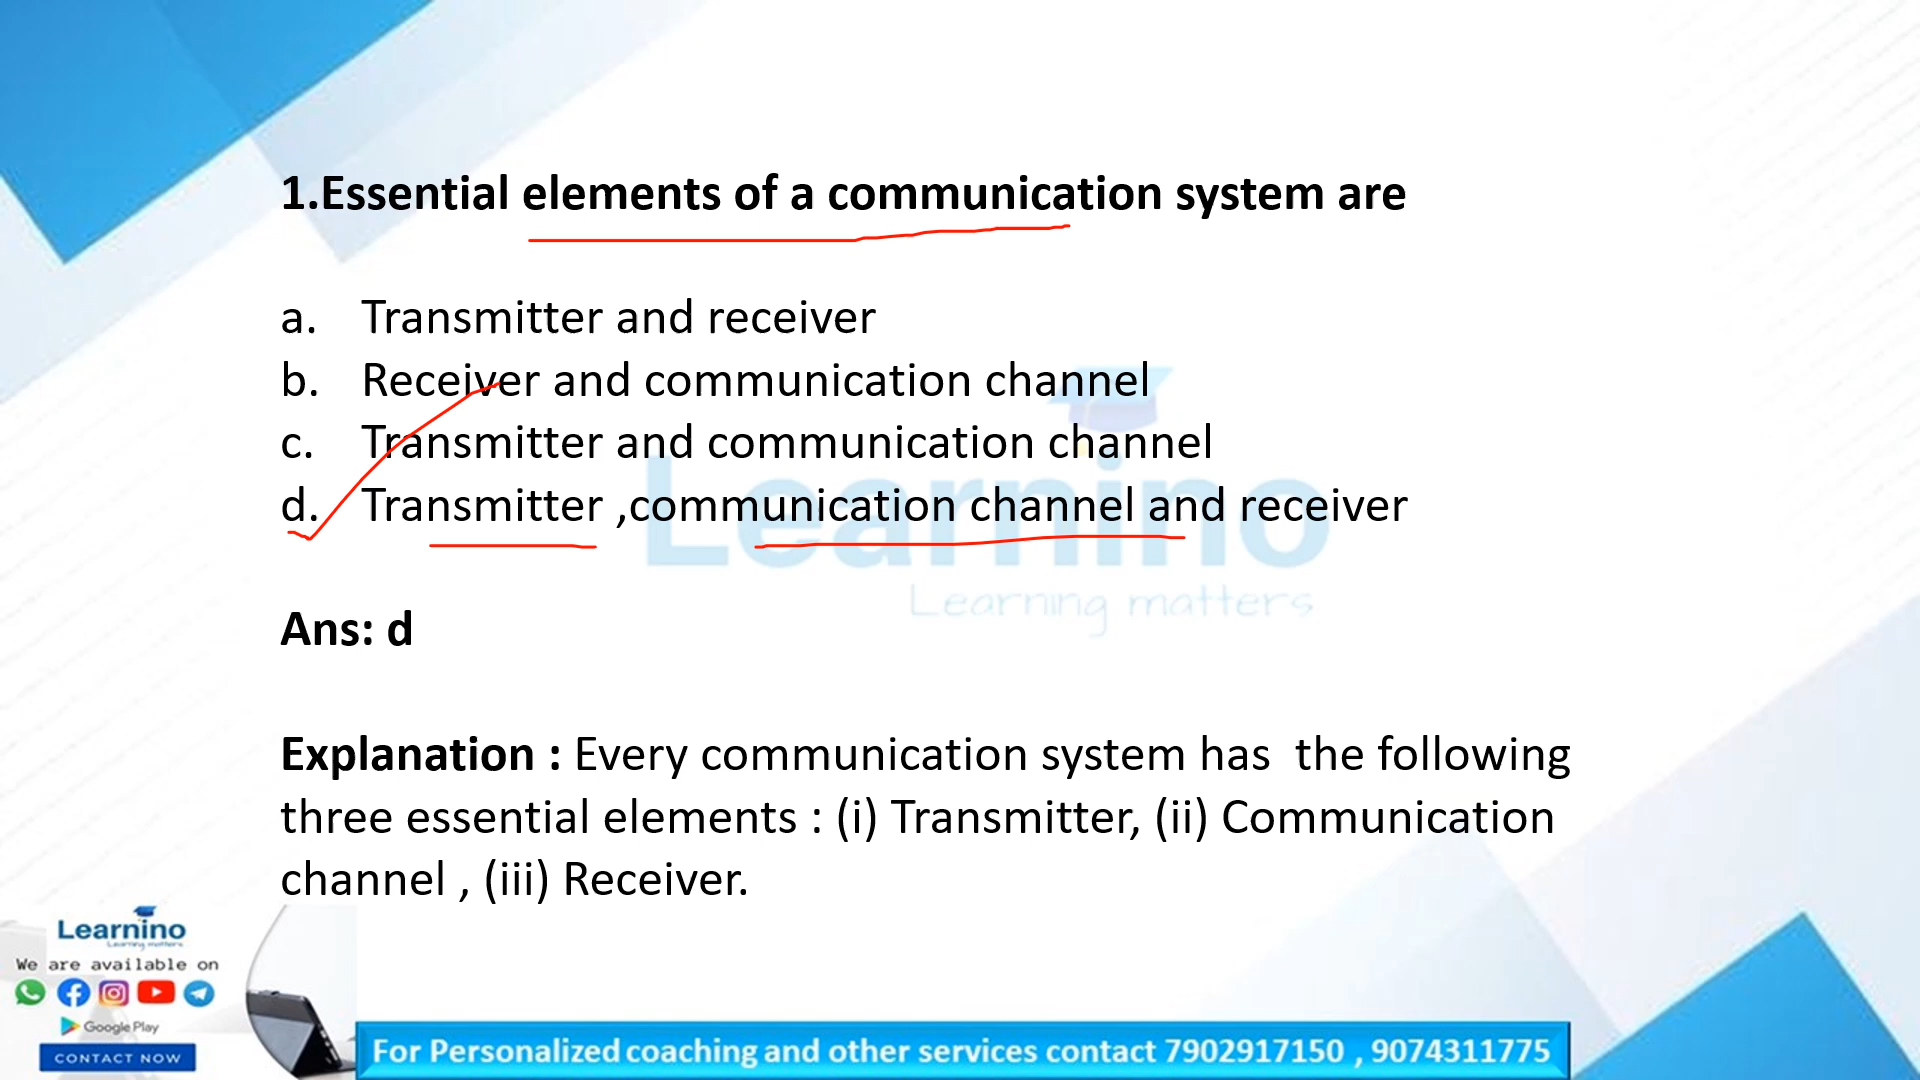 1.Essential elements of a communication system are
a. Transmitter and receiver
b. Receiver and communication channel
c. Transmitter and communication channel
d. Transmitter ,communication channel and receiver
Learnino
Learning matters
Ans: d
Explanation : Every communication system has the following
three essential elements : (i) Transmitter, (ii) Communication
channel , (iii) Receiver.
Learnino
Learning matters
We are available on
Google Play
CONTACT NOW
For Personalized coaching and other services contact 7902917150 , 9074311775